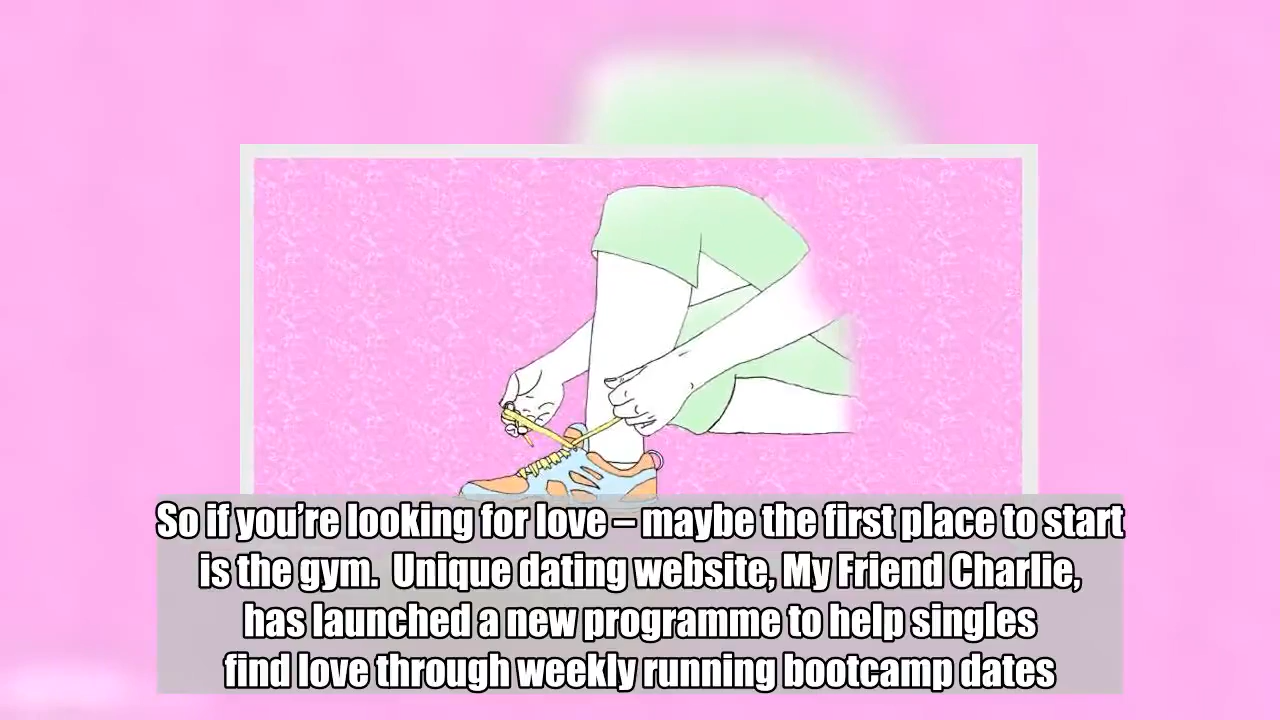 So if you’re looking for love – maybe the first place to start
is the gym.  Unique dating website, My Friend Charlie,
has launched a new programme to help singles
find love through weekly running bootcamp dates